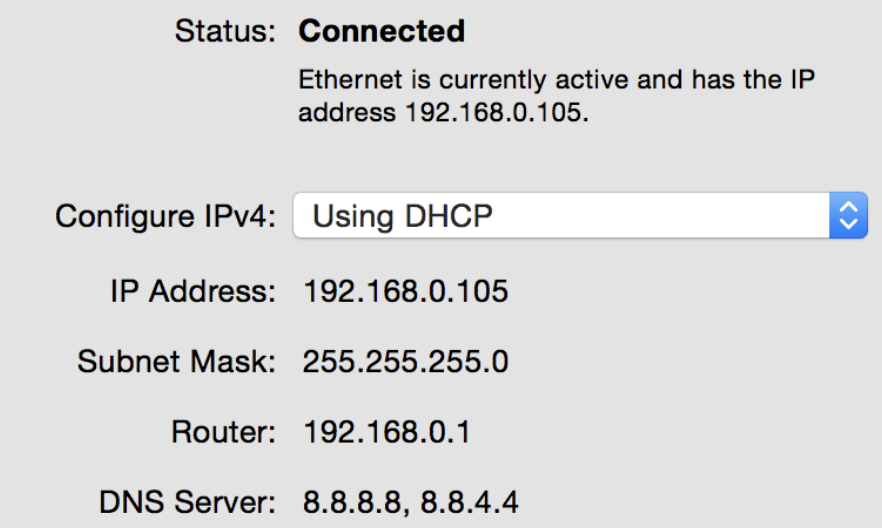 Status: Connected
Ethernet is currently active and has the IP
address 192.168.0.105.
Configure IPv4: Using DHCP
IP Address: 192.168.0.105
Subnet Mask: 255.255.255.0
Router: 192.168.0.1
DNS Server: 8.8.8.8, 8.8.4.4